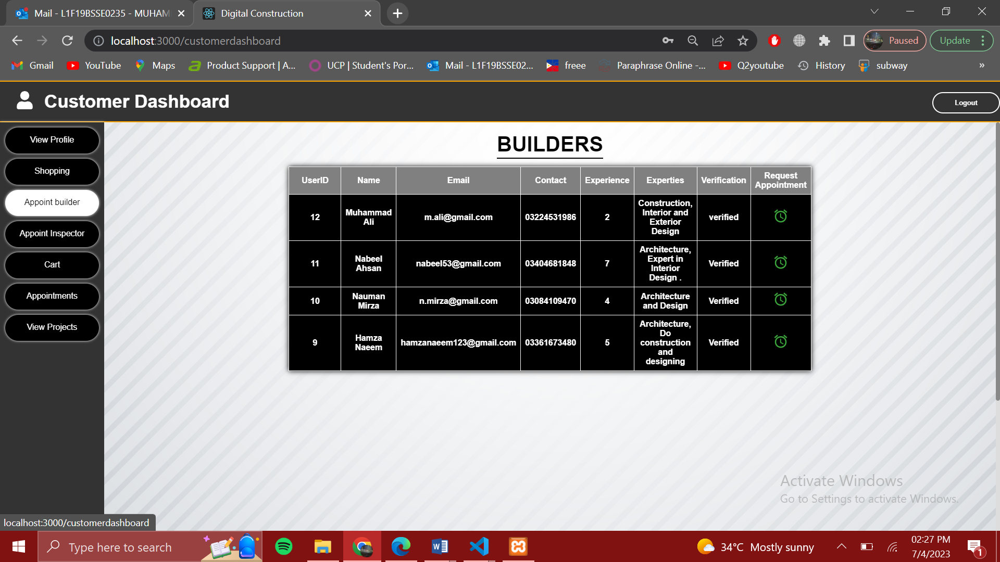 Mail - L1F19BSSE0235 - MUHAM
Digital Construction
localhost:3000/customerdashboard
Paused
Update
Gmail
YouTube
Maps
Product Support | A...
UCP | Student's Por...
Mail - L1F19BSSE02...
freee
Paraphrase Online -...
Q2youtube
History
subway
»
Customer Dashboard
Logout
View Profile
Shopping
Appoint builder
Appoint Inspector
Cart
Appointments
View Projects
BUILDERS
UserID Name Email Contact Experience Experties Verification Request Appointment
12 Muhammad Ali m.ali@gmail.com 03224531986 2 Construction, Interior and Exterior Design verified
11 Nabeel Ahsan nabeel53@gmail.com 03404681848 7 Architecture, Expert in Interior Design . Verified
10 Nauman Mirza n.mirza@gmail.com 03084109470 4 Architecture and Design Verified
9 Hamza Naeem hamzanaeem123@gmail.com 03361673480 5 Architecture, Do construction and designing Verified
Activate Windows
Go to Settings to activate Windows.
localhost:3000/customerdashboard
Type here to search
34°C Mostly sunny
02:27 PM
7/4/2023
1